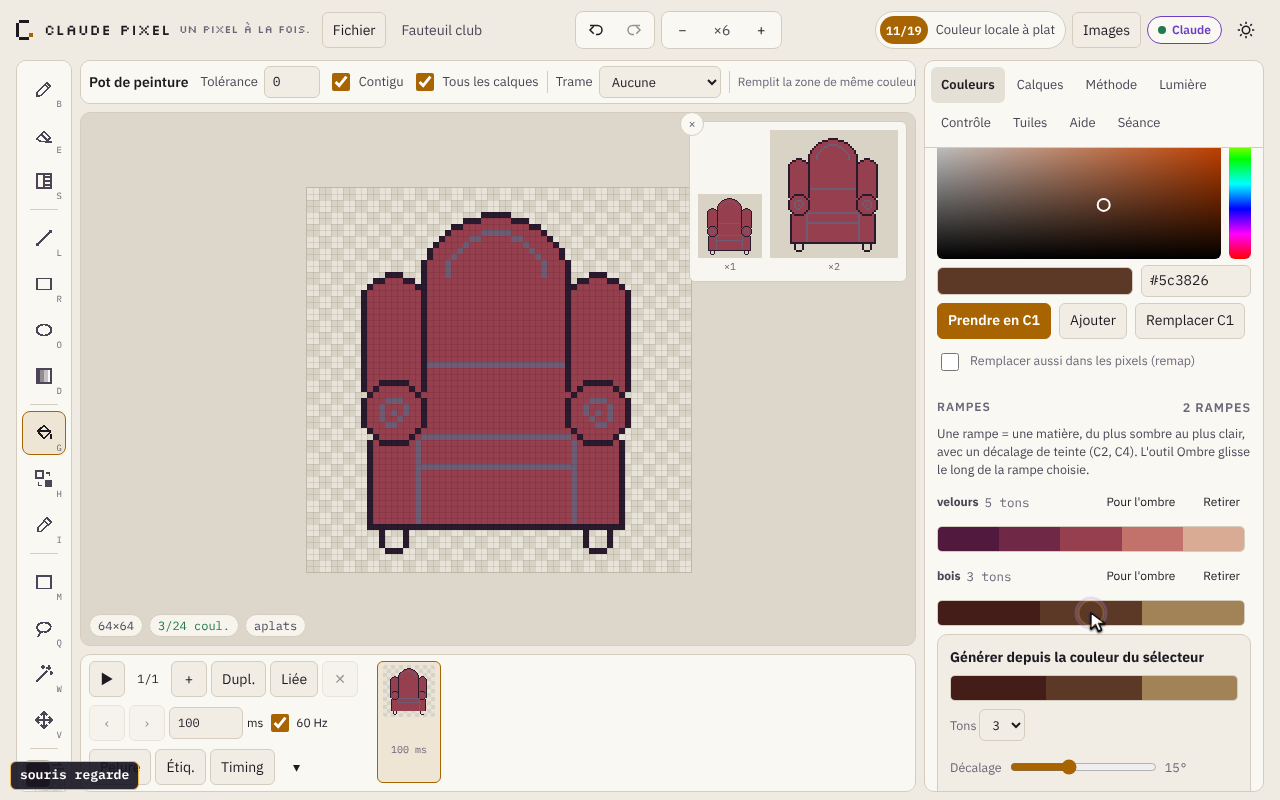 CLAUDE PIXEL UN PIXEL À LA FOIS. Fichier Fauteuil club − ×6 + 11/19 Couleur locale à plat Images Claude
Pot de peinture Tolérance 0 Contigu Tous les calques Trame Aucune Remplit la zone de même couleur
Couleurs Calques Méthode Lumière
Contrôle Tuiles Aide Séance
B
E
S
L
R
O
D
G
H
I
M
Q
W
V
×
×1 ×2
#5c3826
Prendre en C1 Ajouter Remplacer C1
Remplacer aussi dans les pixels (remap)
RAMPES 2 RAMPES
Une rampe = une matière, du plus sombre au plus clair,
avec un décalage de teinte (C2, C4). L'outil Ombre glisse
le long de la rampe choisie.
velours 5 tons Pour l'ombre Retirer
bois 3 tons Pour l'ombre Retirer
Générer depuis la couleur du sélecteur
Tons 3
Décalage 15°
64×64 3/24 coul. aplats
1/1 + Dupl. Liée ×
‹ › 100 ms 60 Hz
100 ms
Étiq. Timing ▾
souris regarde